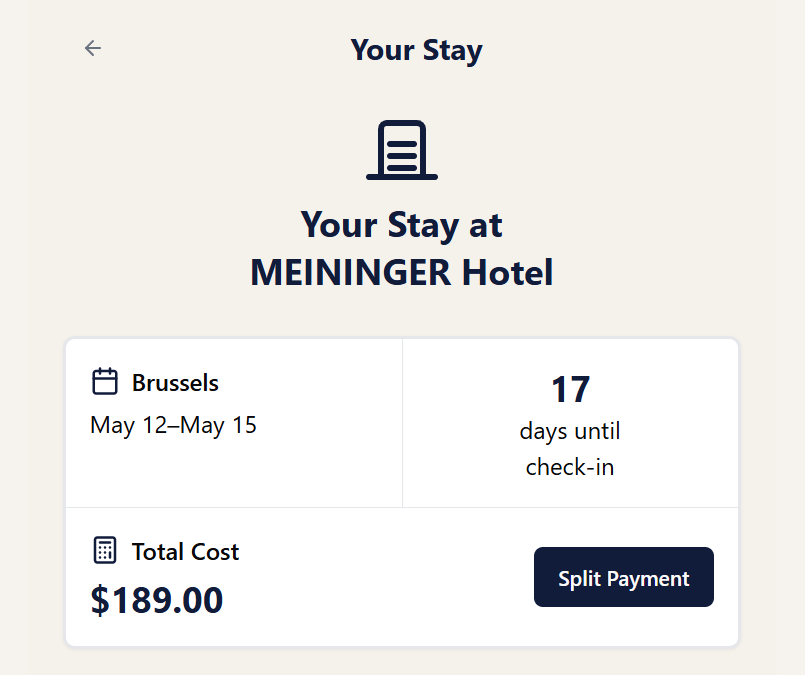 Your Stay
Your Stay at
MEININGER Hotel
Brussels
May 12–May 15
17
days until
check-in
Total Cost
$189.00
Split Payment